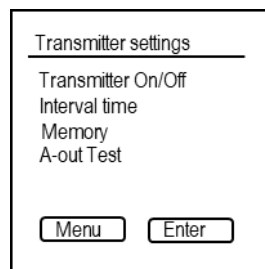 Transmitter settings
Transmitter On/Off
Interval time
Memory
A-out Test
Menu Enter